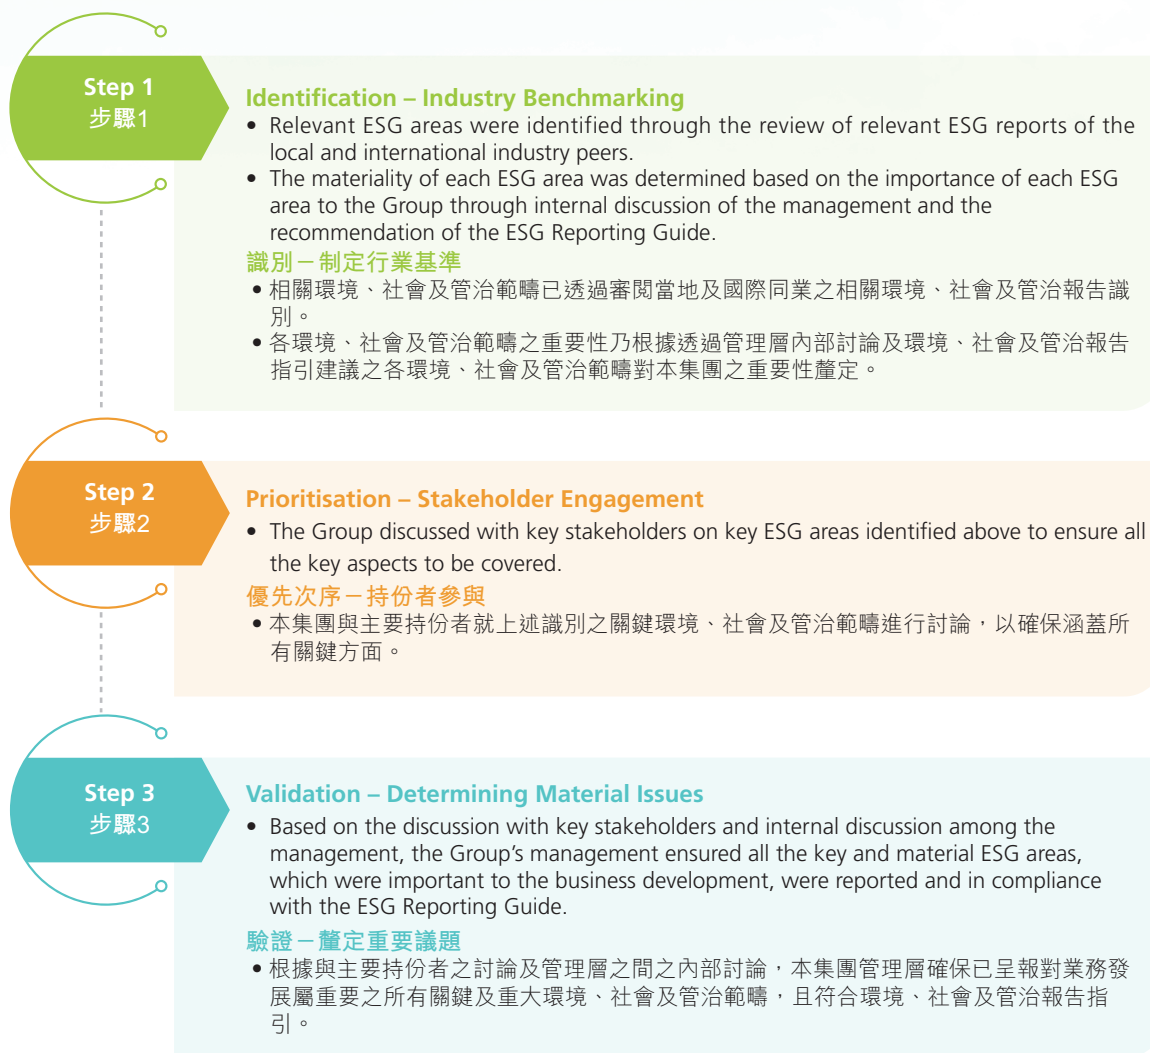 Step 1
步驟1
Identification – Industry Benchmarking
• Relevant ESG areas were identified through the review of relevant ESG reports of the
local and international industry peers.
• The materiality of each ESG area was determined based on the importance of each ESG
area to the Group through internal discussion of the management and the
recommendation of the ESG Reporting Guide.
識別－制定行業基準
• 相關環境、社會及管治範疇已透過審閱當地及國際同業之相關環境、社會及管治報告識
別。
• 各環境、社會及管治範疇之重要性乃根據透過管理層內部討論及環境、社會及管治報告
指引建議之各環境、社會及管治範疇對本集團之重要性釐定。
Step 2
步驟2
Prioritisation – Stakeholder Engagement
• The Group discussed with key stakeholders on key ESG areas identified above to ensure all
the key aspects to be covered.
優先次序－持份者參與
• 本集團與主要持份者就上述識別之關鍵環境、社會及管治範疇進行討論，以確保涵蓋所
有關鍵方面。
Step 3
步驟3
Validation – Determining Material Issues
• Based on the discussion with key stakeholders and internal discussion among the
management, the Group’s management ensured all the key and material ESG areas,
which were important to the business development, were reported and in compliance
with the ESG Reporting Guide.
驗證－釐定重要議題
• 根據與主要持份者之討論及管理層之間之內部討論，本集團管理層確保已呈報對業務發
展屬重要之所有關鍵及重大環境、社會及管治範疇，且符合環境、社會及管治報告指
引。